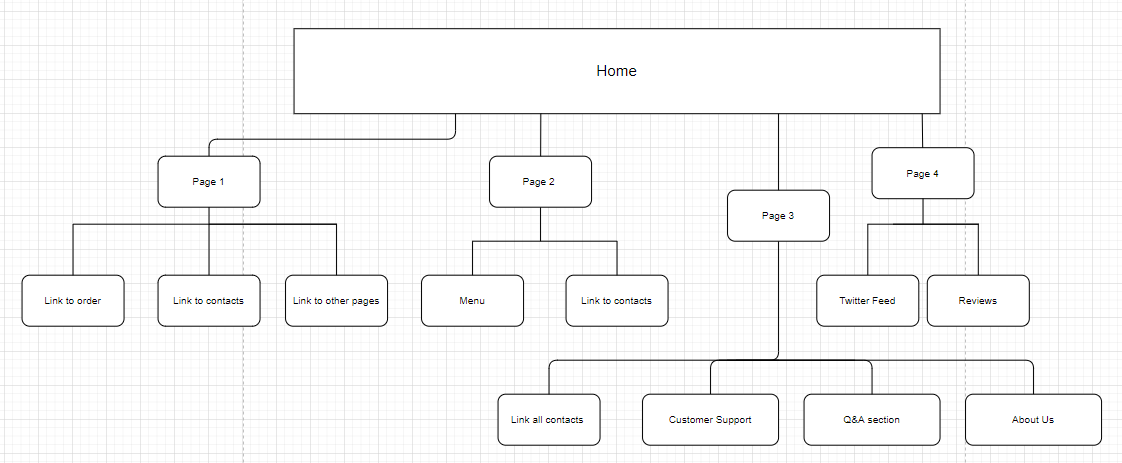 Home
Page 1
Page 2
Page 3
Page 4
Link to order
Link to contacts
Link to other pages
Menu
Link to contacts
Twitter Feed
Reviews
Link all contacts
Customer Support
Q&A section
About Us